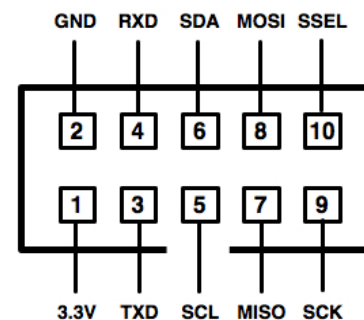 GND RXD SDA MOSI SSEL
2 4 6 8 10
1 3 5 7 9
3.3V TXD SCL MISO SCK